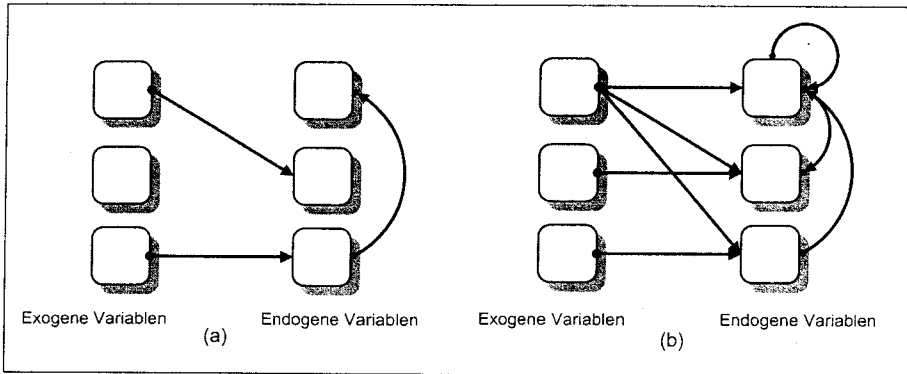 Exogene Variablen
Endogene Variablen
(a)
Exogene Variablen
Endogene Variablen
(b)